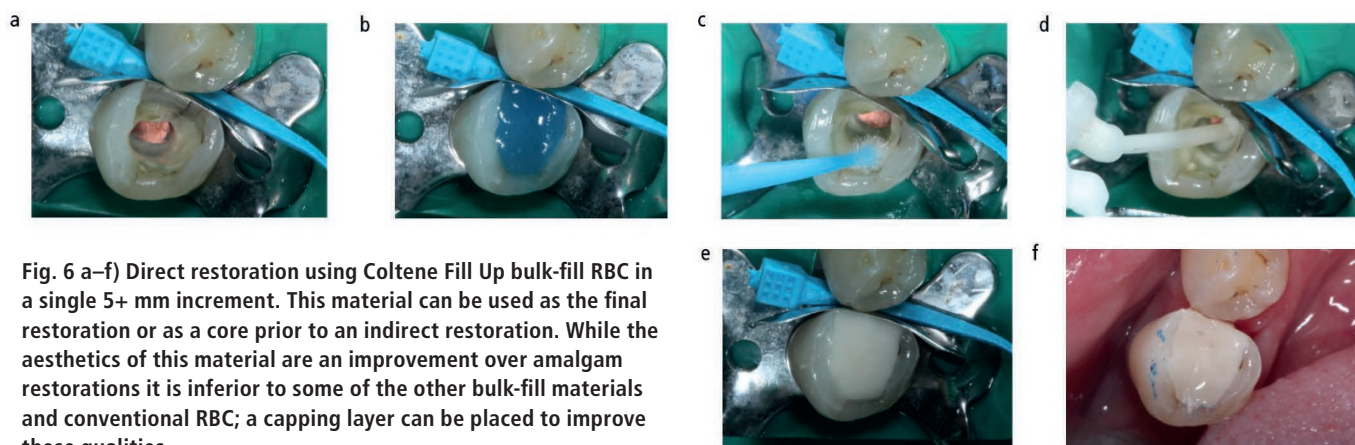 a
b
c
d
Fig. 6 a–f) Direct restoration using Coltene Fill Up bulk-fill RBC in
a single 5+ mm increment. This material can be used as the final
restoration or as a core prior to an indirect restoration. While the
aesthetics of this material are an improvement over amalgam
restorations it is inferior to some of the other bulk-fill materials
and conventional RBC; a capping layer can be placed to improve
these qualities
e
f